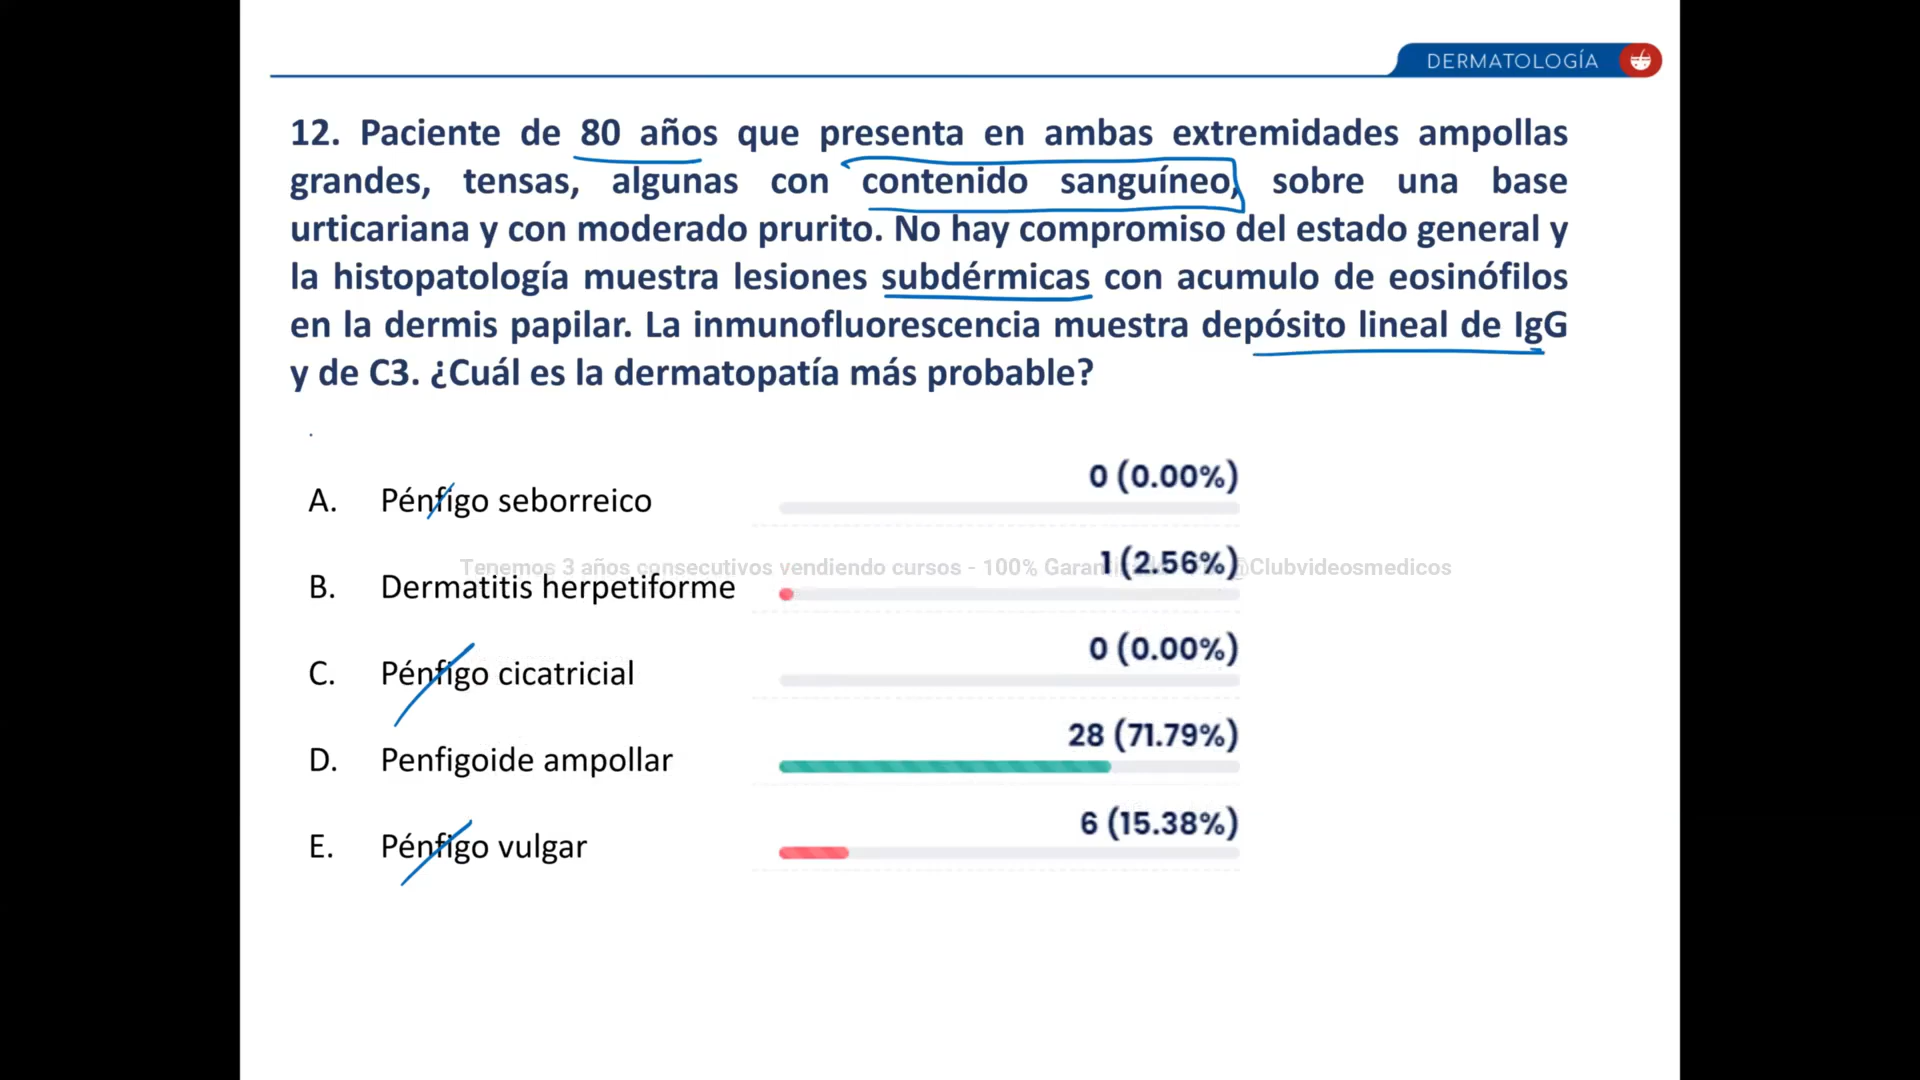 DERMATOLOGÍA
12. Paciente de 80 años que presenta en ambas extremidades ampollas
grandes, tensas, algunas con contenido sanguíneo, sobre una base
urticariana y con moderado prurito. No hay compromiso del estado general y
la histopatología muestra lesiones subdérmicas con acumulo de eosinófilos
en la dermis papilar. La inmunofluorescencia muestra depósito lineal de IgG
y de C3. ¿Cuál es la dermatopatía más probable?
A. Pénfigo seborreico 0 (0.00%)
Tenemos 3 años consecutivos vendiendo cursos - 100% @Clubvideosmedicos
B. Dermatitis herpetiforme 1 (2.56%)
C. Pénfigo cicatricial 0 (0.00%)
D. Penfigoide ampollar 28 (71.79%)
E. Pénfigo vulgar 6 (15.38%)